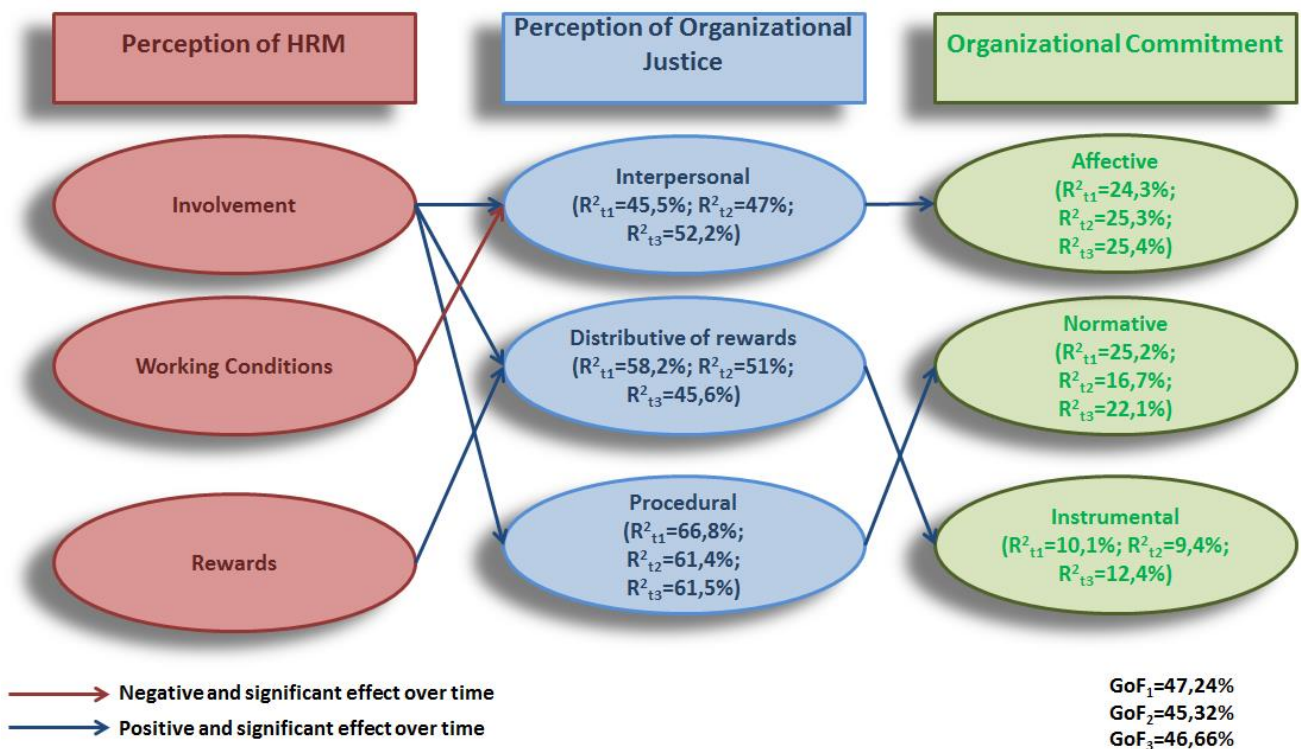 Perception of HRM
Perception of Organizational
Justice
Organizational Commitment
Involvement
Interpersonal
(R²t1=45,5%; R²t2=47%;
R²t3=52,2%)
Affective
(R²t1=24,3%;
R²t2=25,3%;
R²t3=25,4%)
Working Conditions
Distributive of rewards
(R²t1=58,2%; R²t2=51%;
R²t3=45,6%)
Normative
(R²t1=25,2%;
R²t2=16,7%;
R²t3=22,1%)
Rewards
Procedural
(R²t1=66,8%;
R²t2=61,4%;
R²t3=61,5%)
Instrumental
(R²t1=10,1%; R²t2=9,4%;
R²t3=12,4%)
Negative and significant effect over time
Positive and significant effect over time
GoF1=47,24%
GoF2=45,32%
GoF3=46,66%